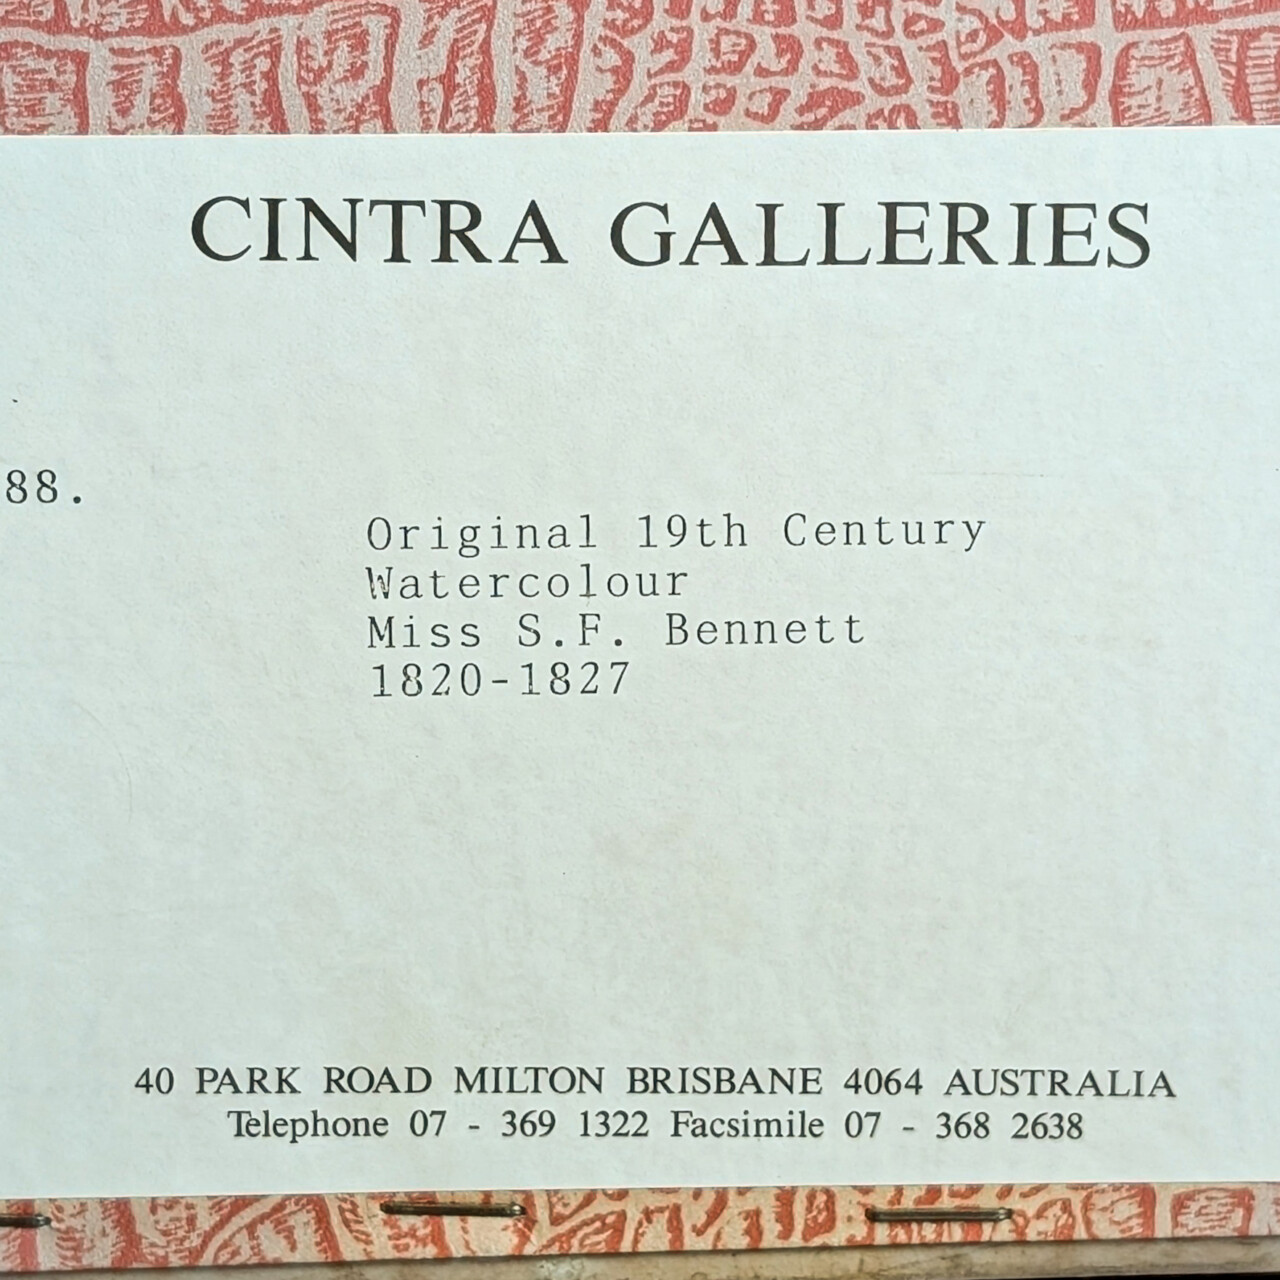 CINTRA GALLERIES
88.
Original 19th Century
Watercolour
Miss S.F. Bennett
1820-1827
40 PARK ROAD MILTON BRISBANE 4064 AUSTRALIA
Telephone 07 - 369 1322 Facsimile 07 - 368 2638